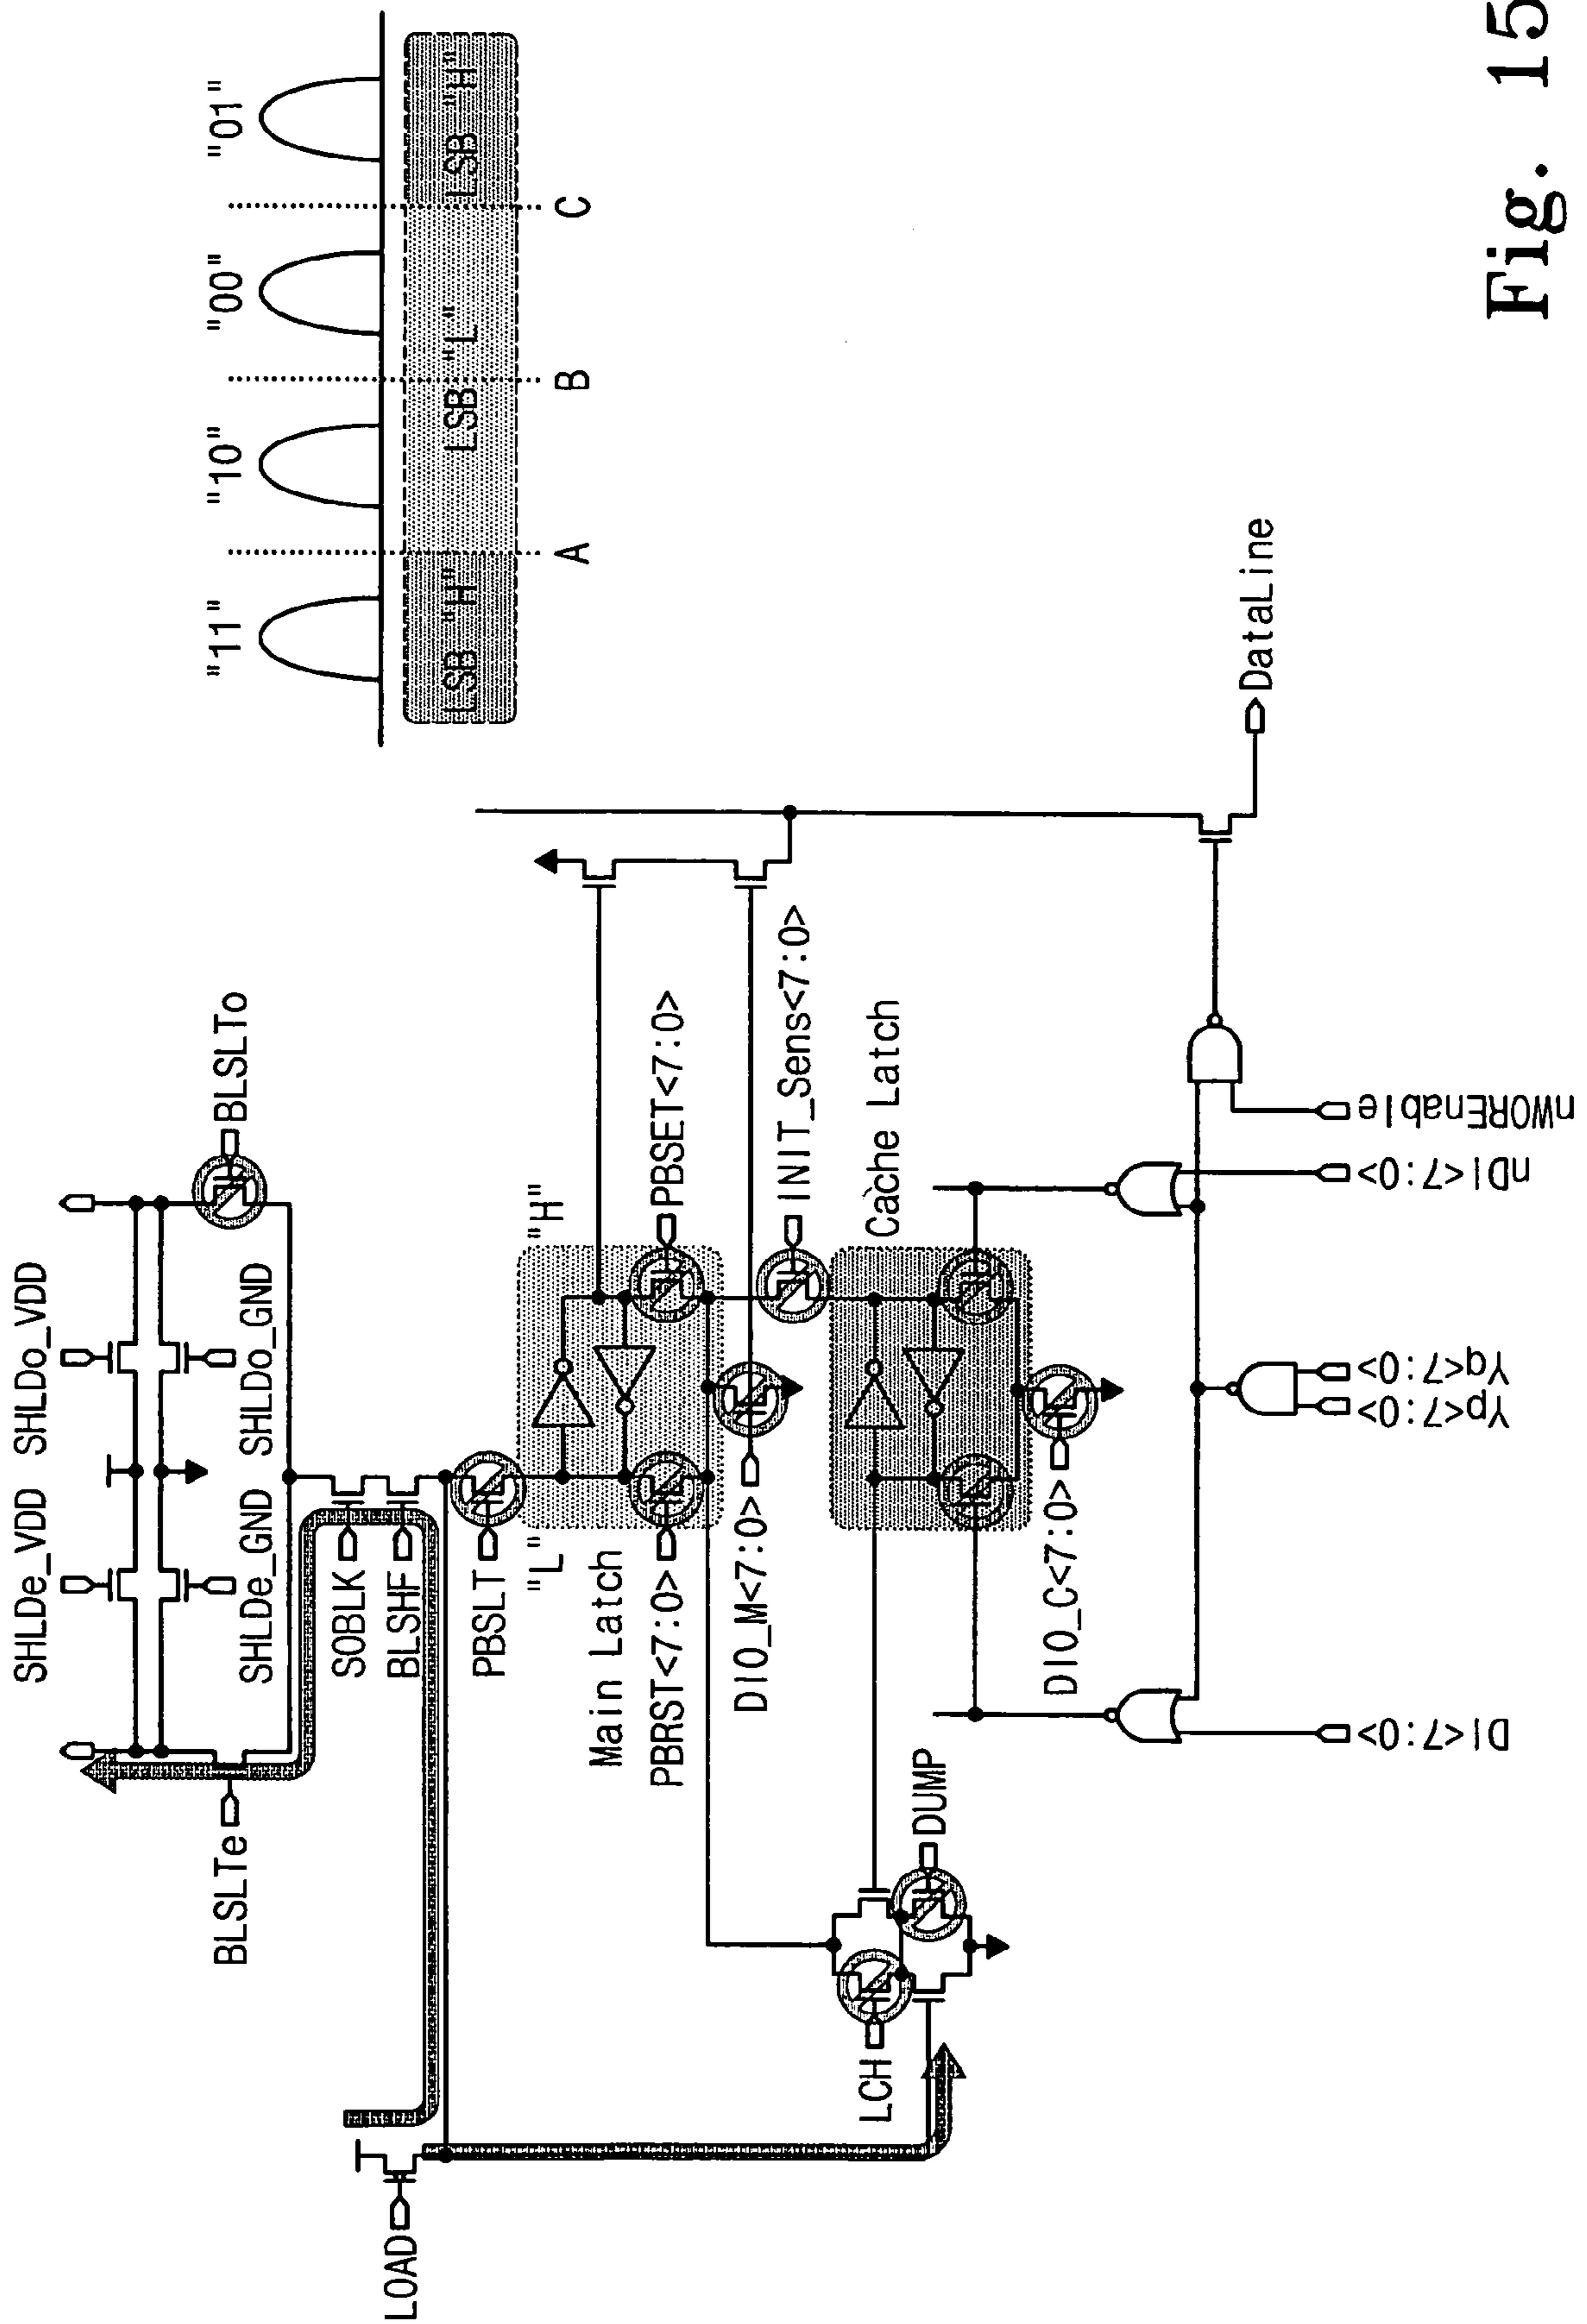 "11"
"10"
"00"
"01"
LSB "H"
LSB "L"
LSB "H"
A
B
C
SHLDe_VDD
SHLDo_VDD
SHLDe_GND
SHLDo_GND
BLSLTe
BLSLTo
SOBLK
BLSHF
LOAD
PBSLT
"L"
"H"
Main Latch
PBRST<7:0>
PBSET<7:0>
DIO_M<7:0>
INIT_Sens<7:0>
Cache Latch
LCH
DUMP
DIO_C<7:0>
DataLine
DI<7:0>
Yp<7:0>
Yq<7:0>
nDI<7:0>
nWOREnable
Fig. 15